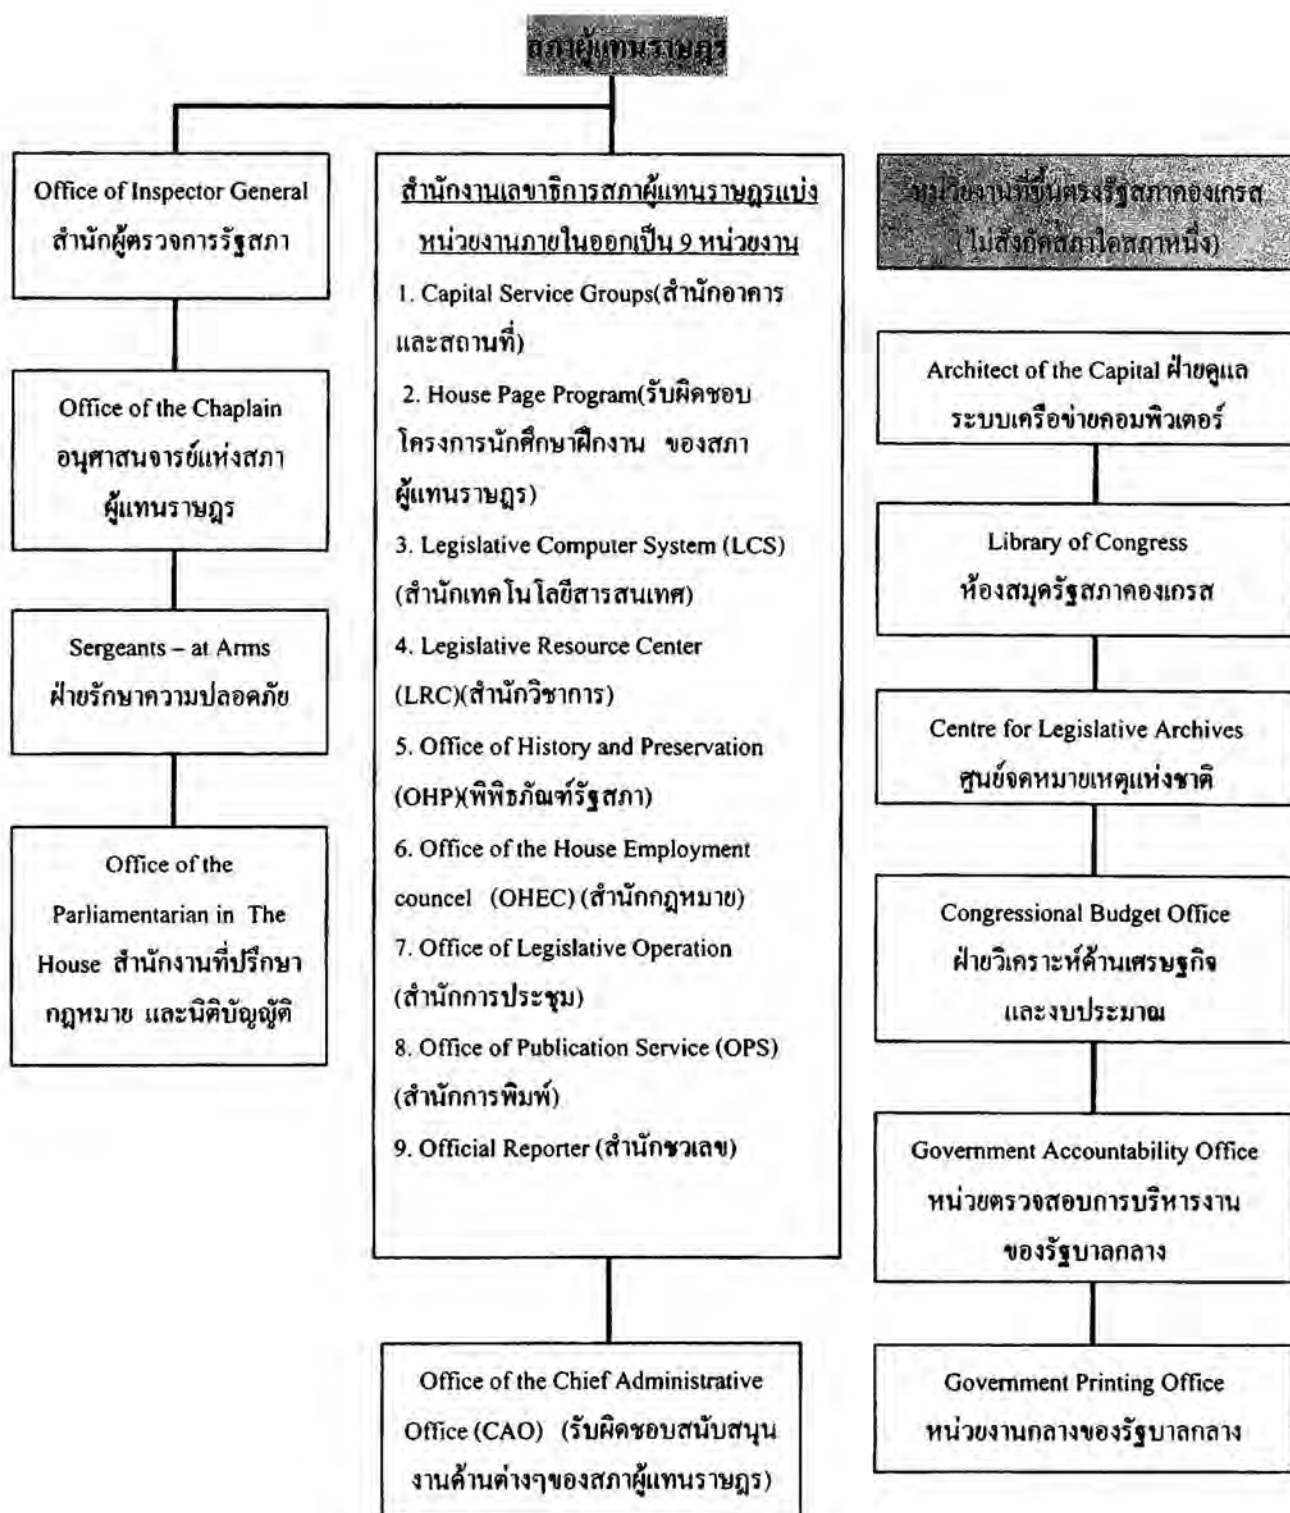 สภาผู้แทนราษฎร
Office of Inspector General
สำนักผู้ตรวจการรัฐสภา
Office of the Chaplain
อนุศาสนจารย์แห่งสภา
ผู้แทนราษฎร
Sergeants – at Arms
ฝ่ายรักษาความปลอดภัย
Office of the
Parliamentarian in The
House สำนักงานที่ปรึกษา
กฎหมาย และนิติบัญญัติ
สำนักงานเลขาธิการสภาผู้แทนราษฎรแบ่ง
หน่วยงานภายในออกเป็น 9 หน่วยงาน
1. Capital Service Groups(สำนักอาคาร
และสถานที่)
2. House Page Program(รับผิดชอบ
โครงการนักศึกษาฝึกงาน ของสภา
ผู้แทนราษฎร)
3. Legislative Computer System (LCS)
(สำนักเทคโนโลยีสารสนเทศ)
4. Legislative Resource Center
(LRC)(สำนักวิชาการ)
5. Office of History and Preservation
(OHP)(พิพิธภัณฑ์รัฐสภา)
6. Office of the House Employment
councel (OHEC) (สำนักกฎหมาย)
7. Office of Legislative Operation
(สำนักการประชุม)
8. Office of Publication Service (OPS)
(สำนักการพิมพ์)
9. Official Reporter (สำนักชวเลข)
Office of the Chief Administrative
Office (CAO) (รับผิดชอบสนับสนุน
งานด้านต่างๆของสภาผู้แทนราษฎร)
หน่วยงานที่ขึ้นตรงรัฐสภาคองเกรส
(ไม่สังกัดสภาใดสภาหนึ่ง)
Architect of the Capital ฝ่ายดูแล
ระบบเครือข่ายคอมพิวเตอร์
Library of Congress
ห้องสมุดรัฐสภาคองเกรส
Centre for Legislative Archives
ศูนย์จดหมายเหตุแห่งชาติ
Congressional Budget Office
ฝ่ายวิเคราะห์ด้านเศรษฐกิจ
และงบประมาณ
Government Accountability Office
หน่วยตรวจสอบการบริหารงาน
ของรัฐบาลกลาง
Government Printing Office
หน่วยงานกลางของรัฐบาลกลาง